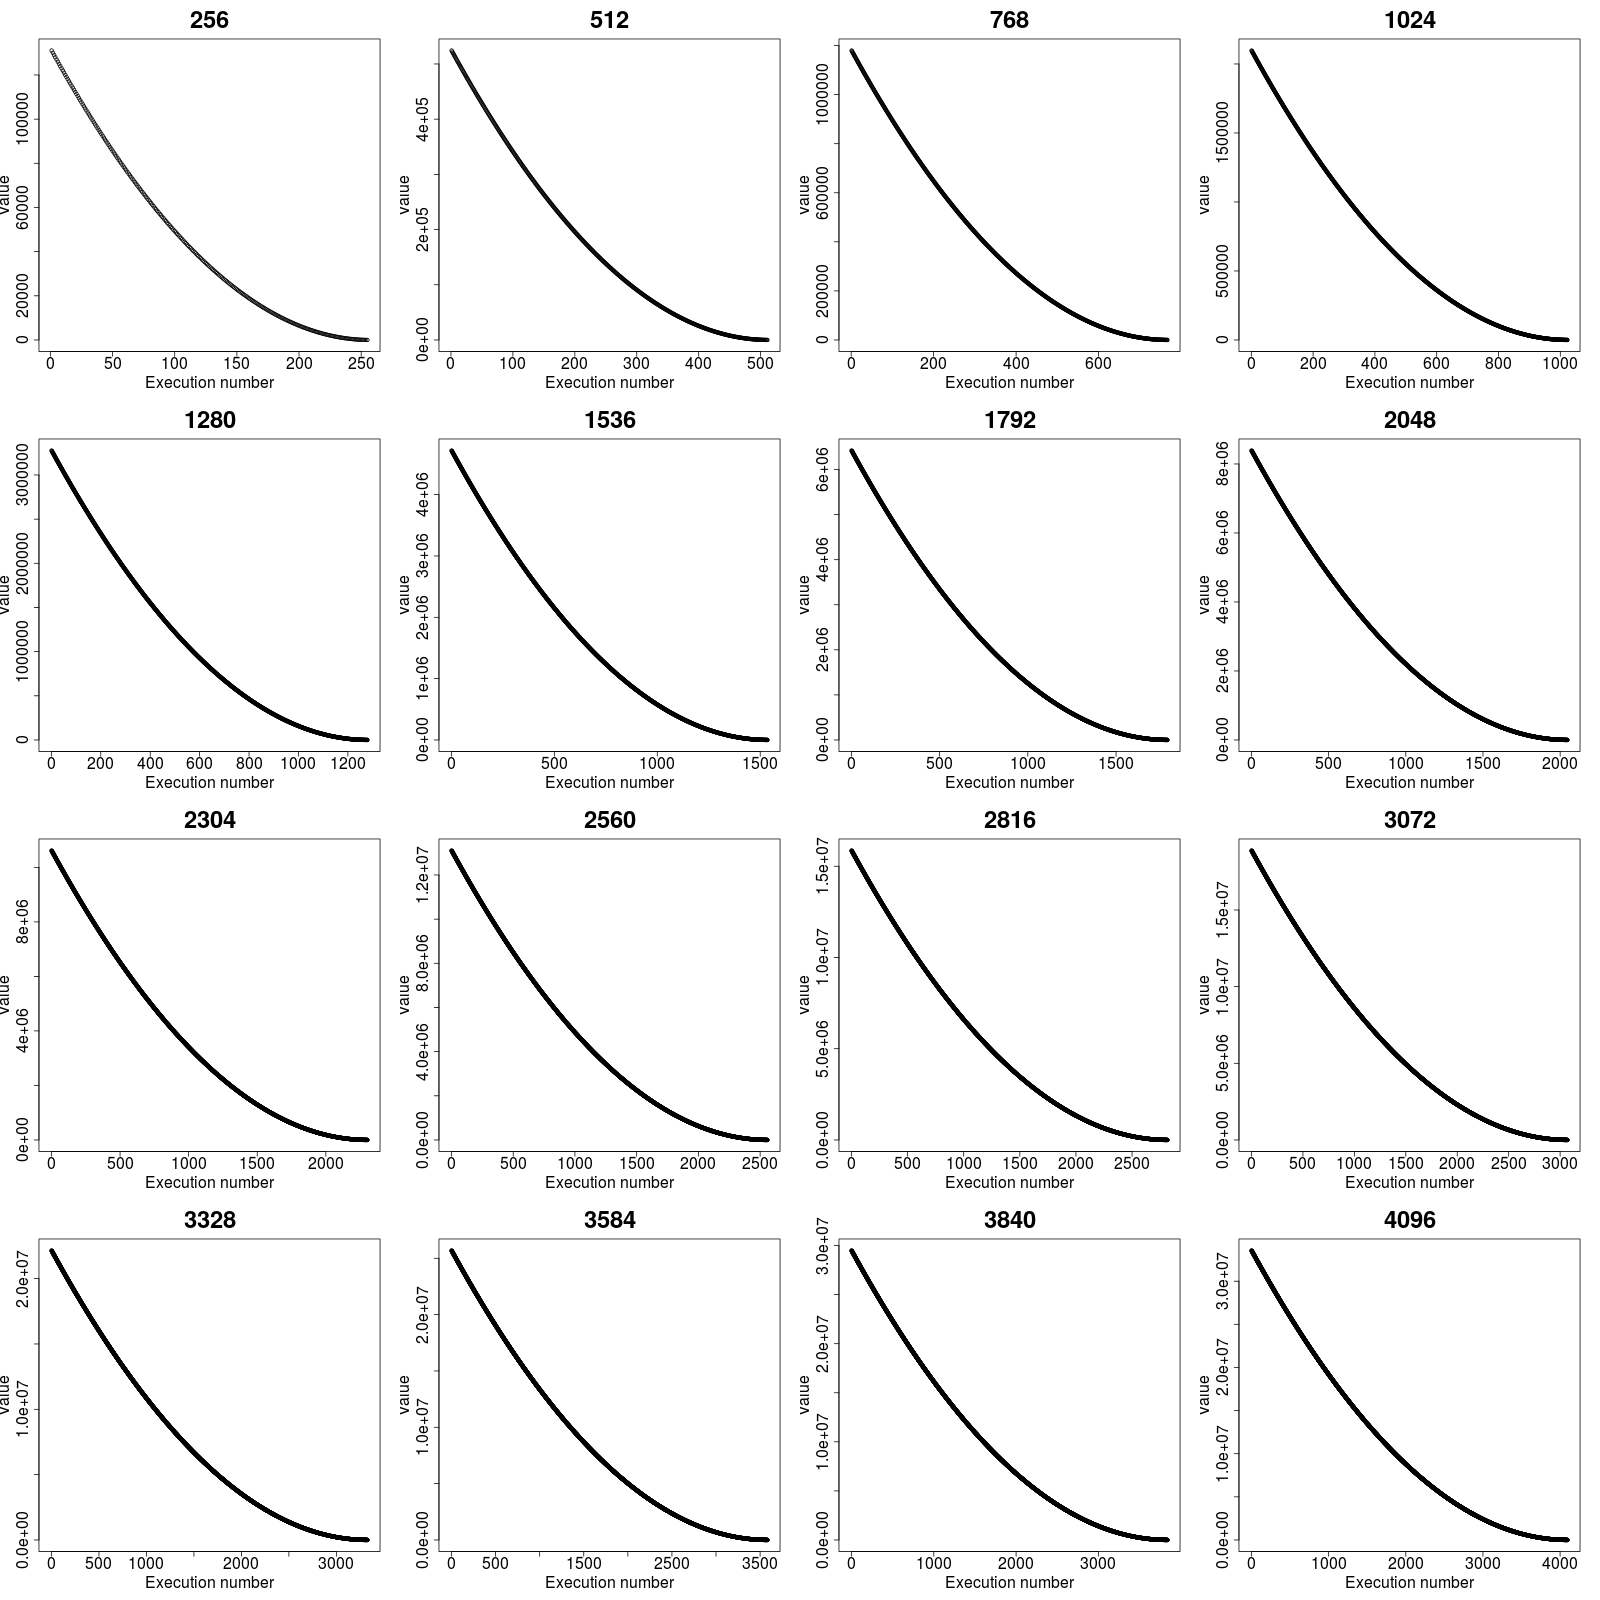 256
value
0 20000 60000 100000
0 50 100 150 200 250
Execution number
512
value
0e+00 2e+05 4e+05
0 100 200 300 400 500
Execution number
768
value
0 200000 600000 1000000
0 200 400 600
Execution number
1024
value
0 500000 1500000
0 200 400 600 800 1000
Execution number
1280
value
0 1000000 2000000 3000000
0 200 400 600 800 1000 1200
Execution number
1536
value
0e+00 1e+06 2e+06 3e+06 4e+06
0 500 1000 1500
Execution number
1792
value
0e+00 2e+06 4e+06 6e+06
0 500 1000 1500
Execution number
2048
value
0e+00 2e+06 4e+06 6e+06 8e+06
0 500 1000 1500 2000
Execution number
2304
value
0e+00 4e+06 8e+06
0 500 1000 1500 2000
Execution number
2560
value
0.0e+00 4.0e+06 8.0e+06 1.2e+07
0 500 1000 1500 2000 2500
Execution number
2816
value
0.0e+00 5.0e+06 1.0e+07 1.5e+07
0 500 1000 1500 2000 2500
Execution number
3072
value
0.0e+00 5.0e+06 1.0e+07 1.5e+07
0 500 1000 1500 2000 2500 3000
Execution number
3328
value
0.0e+00 1.0e+07 2.0e+07
0 500 1000 2000 3000
Execution number
3584
value
0.0e+00 1.0e+07 2.0e+07
0 500 1500 2500 3500
Execution number
3840
value
0.0e+00 1.0e+07 2.0e+07 3.0e+07
0 1000 2000 3000
Execution number
4096
value
0.0e+00 1.0e+07 2.0e+07 3.0e+07
0 1000 2000 3000 4000
Execution number